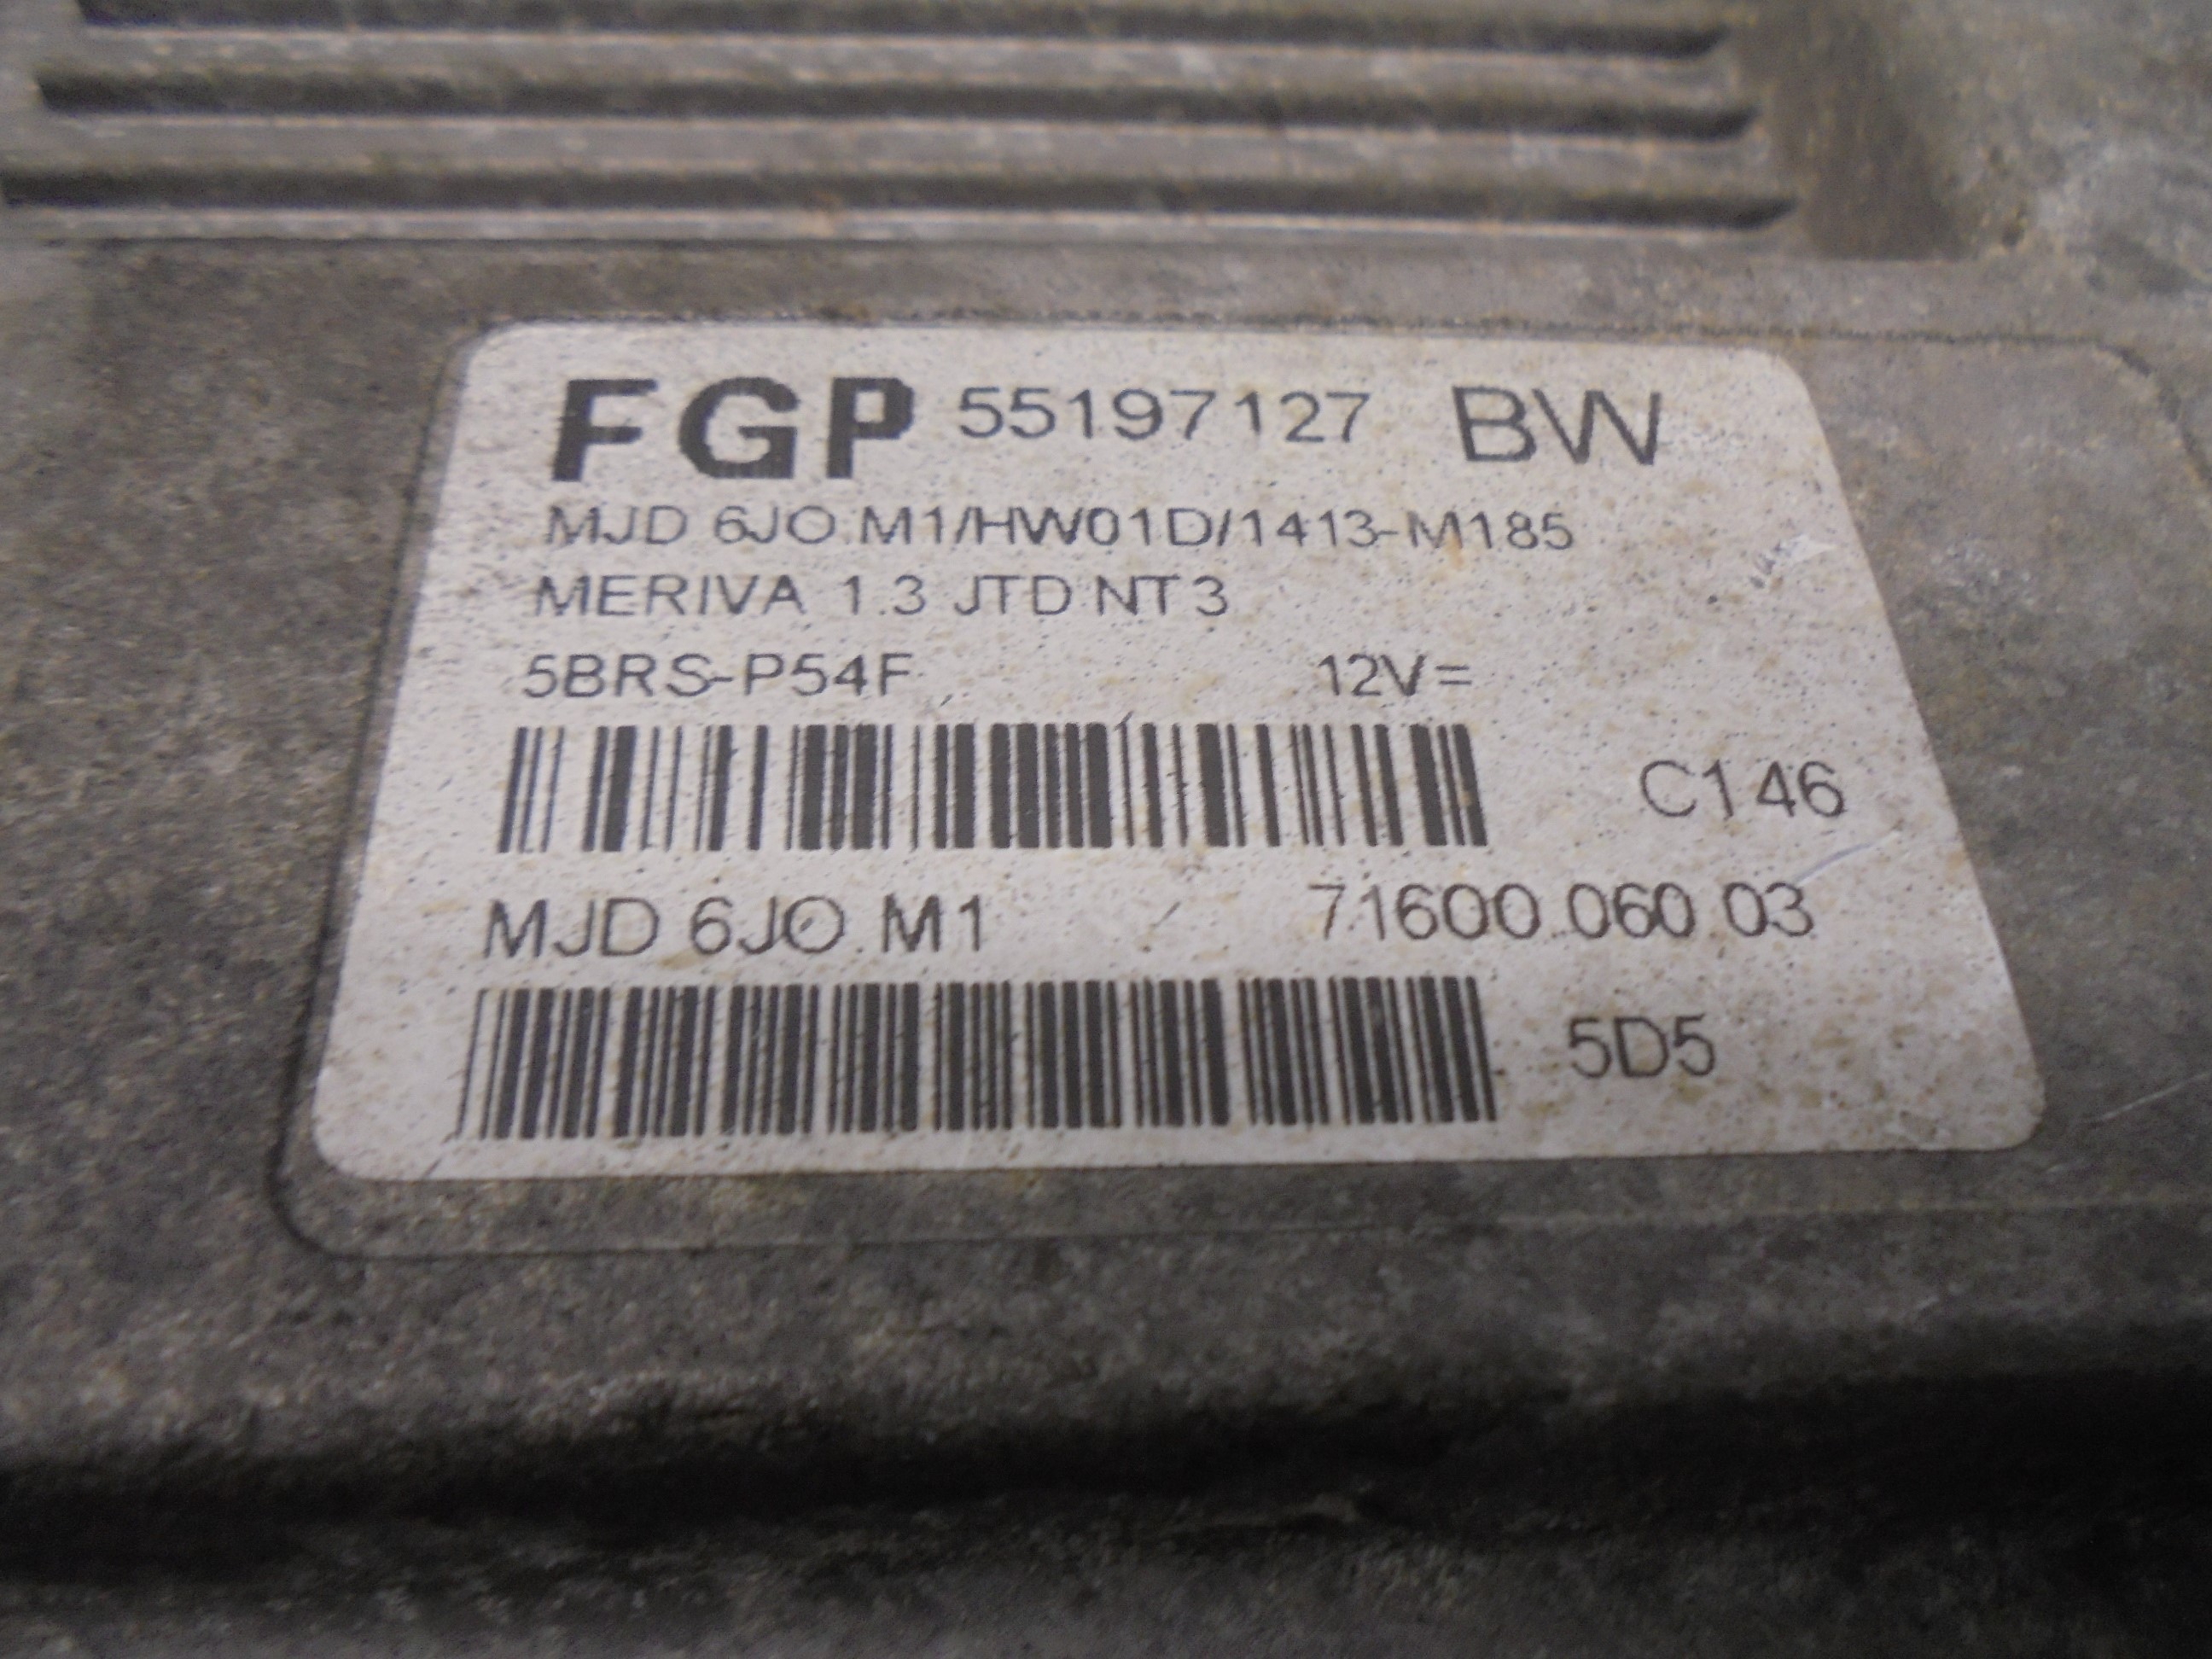 FGP 55197127 BW
MJD 6JO.M1/HW01D/1413-M185
MERIVA 1.3 JTD NT3
5BRS-P54F 12V=
C146
MJD 6JO.M1 71600.060.03
5D5